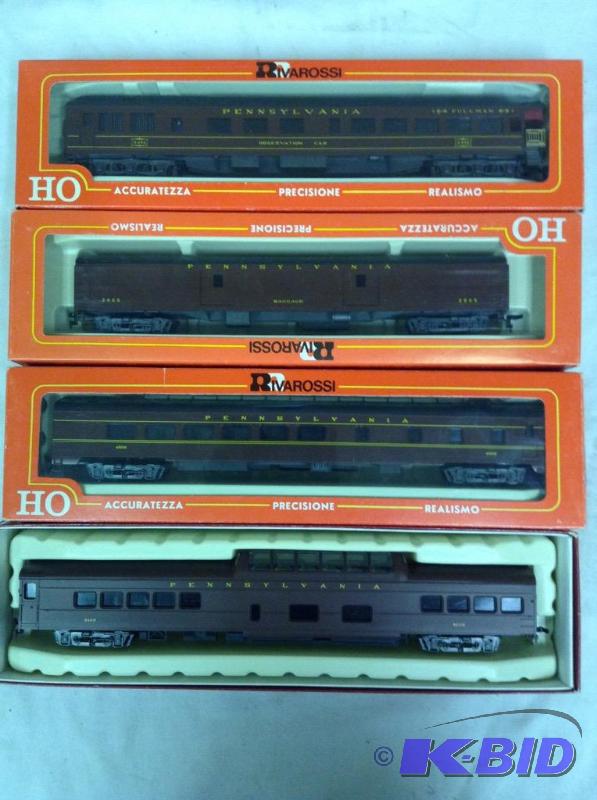 RIVAROSSI
PENNSYLVANIA
OBSERVATION CAR
HO ACCURATEZZA PRECISIONE REALISMO
HO ACCURATEZZA PRECISIONE REALISMO
PENNSYLVANIA
BAGGAGE
RIVAROSSI
RIVAROSSI
PENNSYLVANIA
HO ACCURATEZZA PRECISIONE REALISMO
PENNSYLVANIA
© K-BID